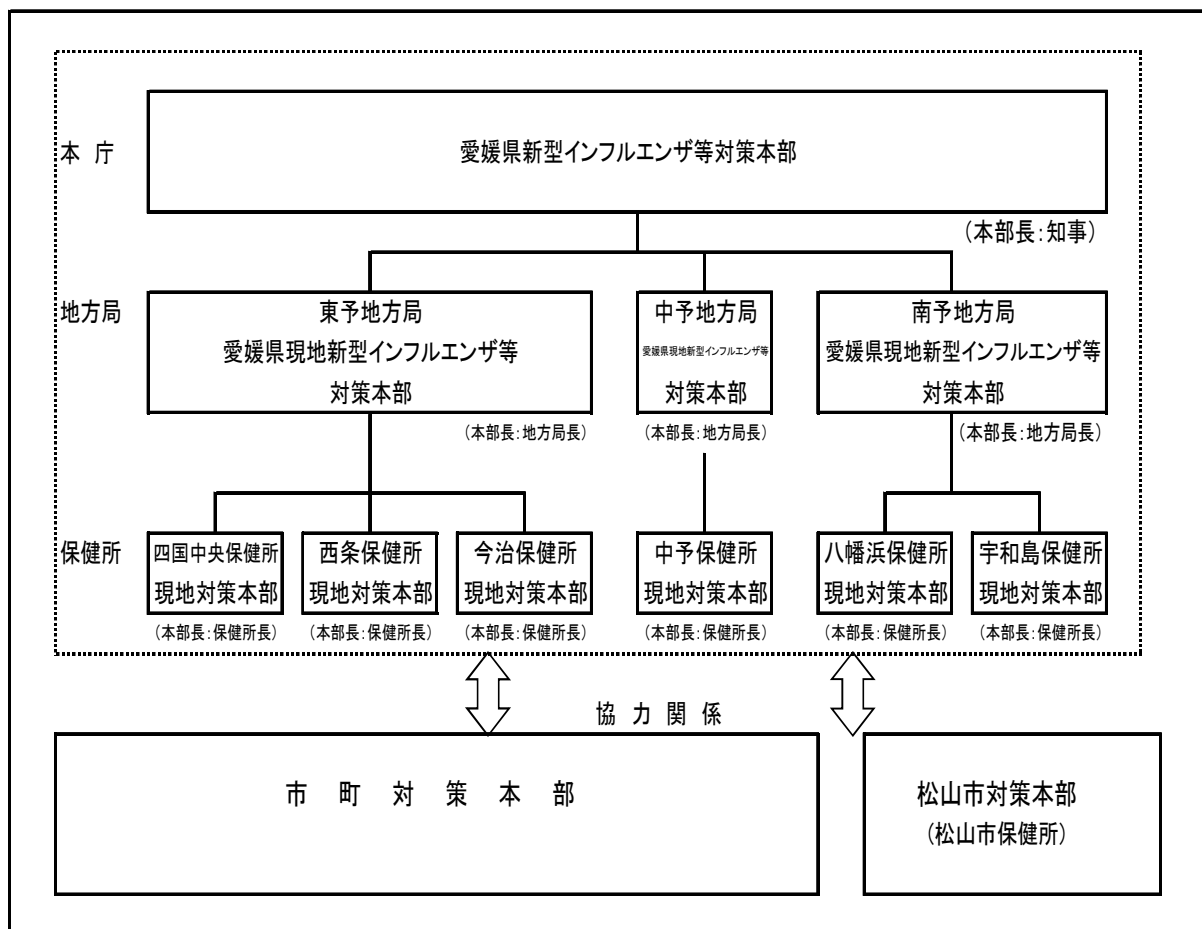 本 庁
愛媛県新型インフルエンザ等対策本部
（本部長：知事）
地方局
東予地方局
愛媛県現地新型インフルエンザ等
対策本部
（本部長：地方局長）
中予地方局
愛媛県現地新型インフルエンザ等
対策本部
（本部長：地方局長）
南予地方局
愛媛県現地新型インフルエンザ等
対策本部
（本部長：地方局長）
保健所
四国中央保健所
現地対策本部
（本部長：保健所長）
西条保健所
現地対策本部
（本部長：保健所長）
今治保健所
現地対策本部
（本部長：保健所長）
中予保健所
現地対策本部
（本部長：保健所長）
八幡浜保健所
現地対策本部
（本部長：保健所長）
宇和島保健所
現地対策本部
（本部長：保健所長）
協 力 関 係
市 町 対 策 本 部
松山市対策本部
（松山市保健所）